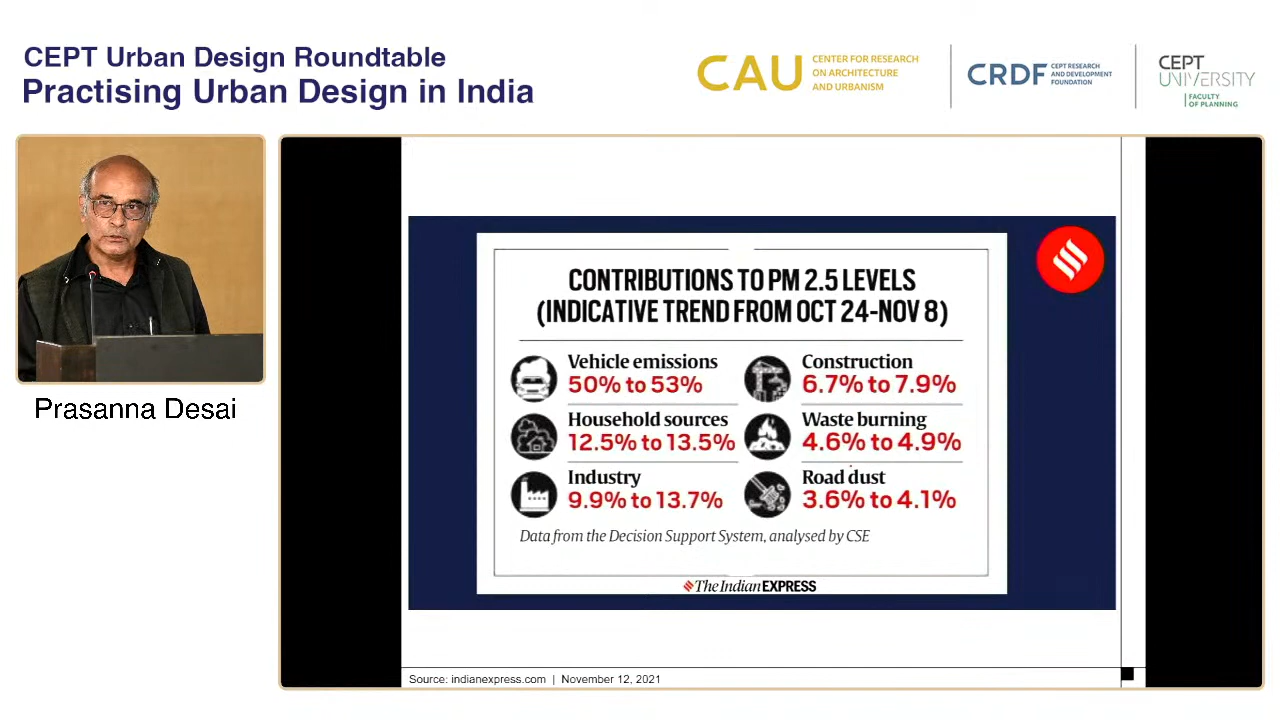 CEPT Urban Design Roundtable
Practising Urban Design in India
CAU
CENTER FOR RESEARCH
ON ARCHITECTURE
AND URBANISM
CRDF
CEPT RESEARCH
AND DEVELOPMENT
FOUNDATION
CEPT
UNIVERSITY
FACULTY
OF PLANNING
Prasanna Desai
CONTRIBUTIONS TO PM 2.5 LEVELS
(INDICATIVE TREND FROM OCT 24-NOV 8)
Vehicle emissions
50% to 53%
Household sources
12.5% to 13.5%
Industry
9.9% to 13.7%
Construction
6.7% to 7.9%
Waste burning
4.6% to 4.9%
Road dust
3.6% to 4.1%
Data from the Decision Support System, analysed by CSE
The Indian EXPRESS
Source: indianexpress.com | November 12, 2021